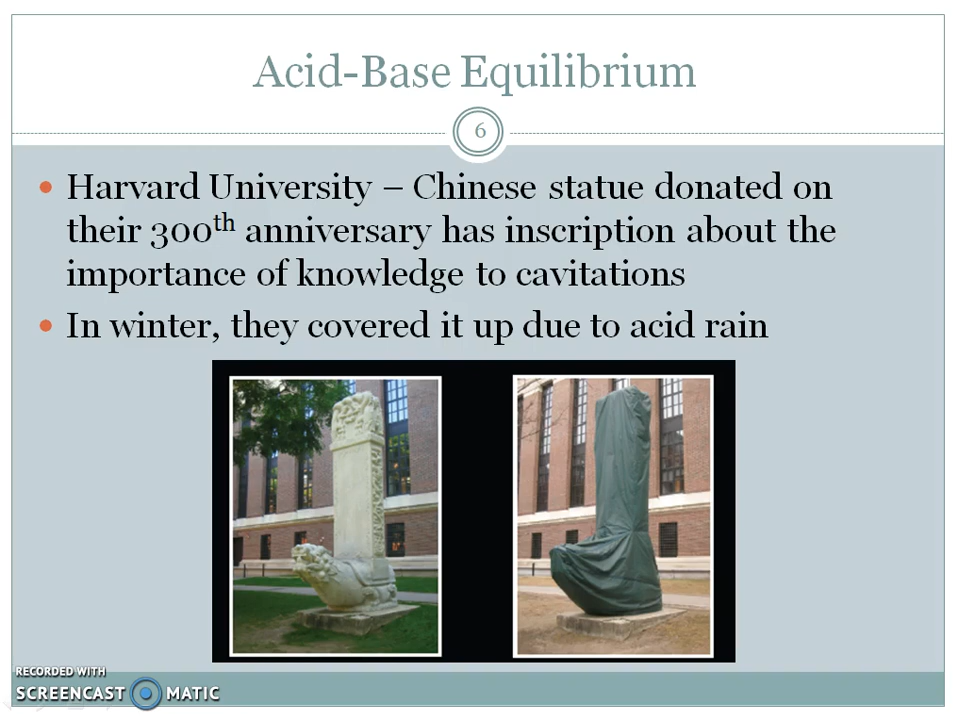 Acid-Base Equilibrium
6
Harvard University – Chinese statue donated on
their 300th anniversary has inscription about the
importance of knowledge to cavitations
In winter, they covered it up due to acid rain
RECORDED WITH
SCREENCAST MATIC